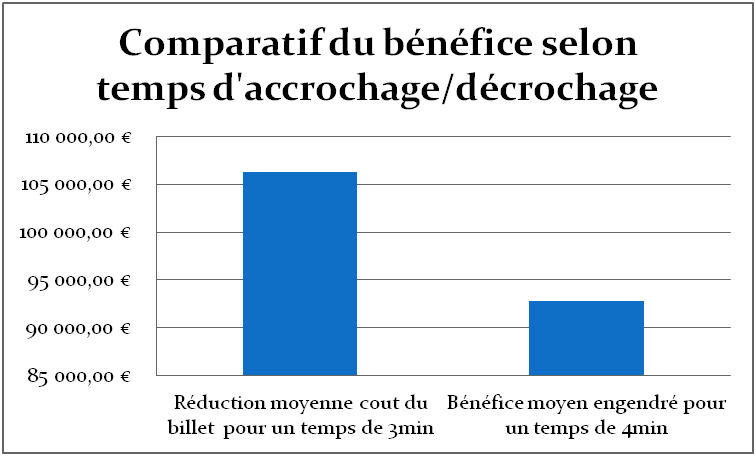 Comparatif du bénéfice selon
temps d'accrochage/décrochage
110 000,00 €
105 000,00 €
100 000,00 €
95 000,00 €
90 000,00 €
85 000,00 €
Réduction moyenne cout du
billet pour un temps de 3min
Bénéfice moyen engendré pour
un temps de 4min